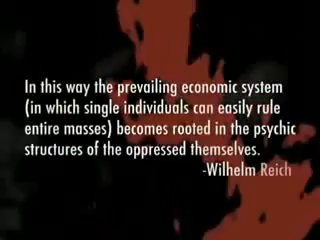 In this way the prevailing economic system
(in which single individuals can easily rule
entire masses) becomes rooted in the psychic
structures of the oppressed themselves.
-Wilhelm Reich